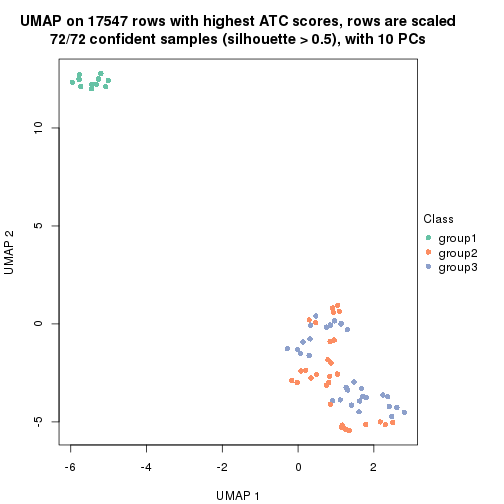 UMAP on 17547 rows with highest ATC scores, rows are scaled
72/72 confident samples (silhouette > 0.5), with 10 PCs
10
5
0
-5
UMAP 2
-6
-4
-2
0
2
UMAP 1
Class
group1
group2
group3